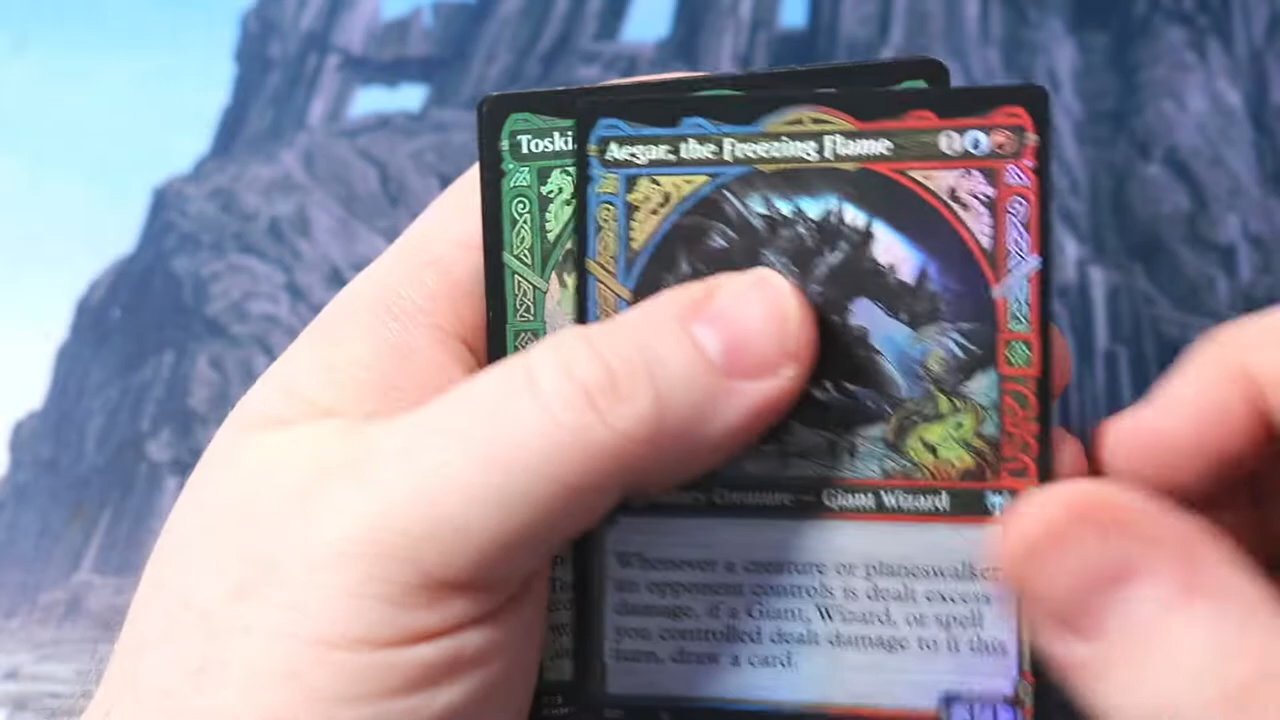 Toski,
Aegar, the Freezing Flame
1
Creature — Giant Wizard
Whenever a creature or planeswalker
an opponent controls is dealt excess
damage, if a Giant, Wizard, or spell
you controlled dealt damage to it this
turn, draw a card.